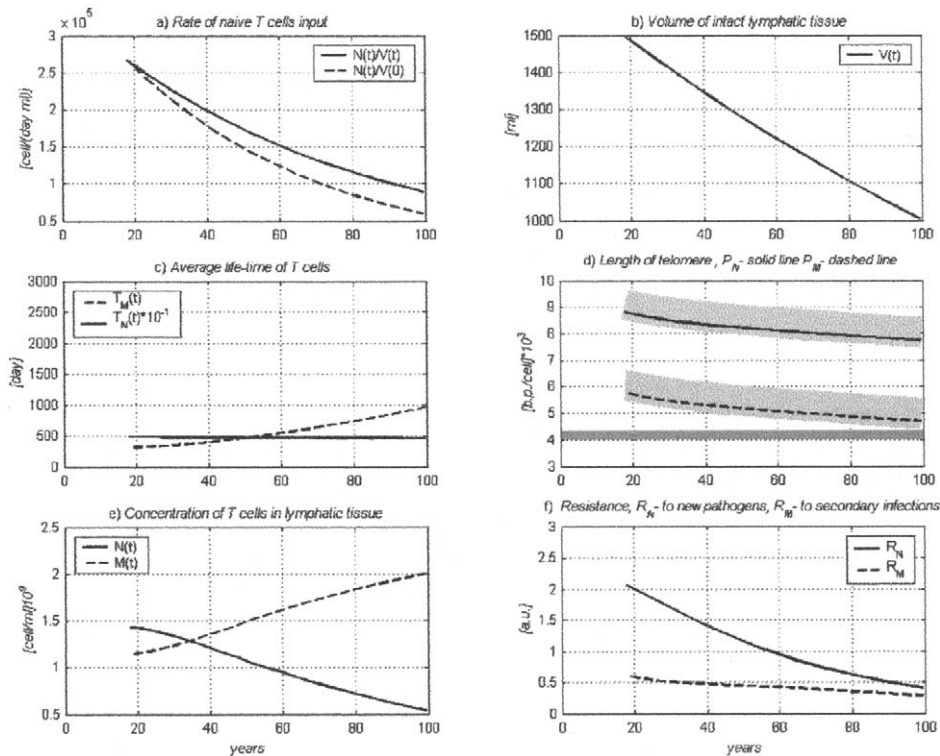 a) Rate of naive T cells input
× 10^5
3
2.5
2
1.5
1
0.5
[cell/(day ml)]
N(t)/V(t)
N(t)/V(0)
0 20 40 60 80 100
b) Volume of intact lymphatic tissue
1500
1400
1300
1200
1100
1000
[ml]
V(t)
0 20 40 60 80 100
c) Average life-time of T cells
3000
2500
2000
1500
1000
500
0
[day]
T_M(t)
T_N(t)*10^-1
0 20 40 60 80 100
d) Length of telomere , P_N- solid line P_M- dashed line
10
9
8
7
6
5
4
3
[b.p./cell]*10^3
0 20 40 60 80 100
e) Concentration of T cells in lymphatic tissue
2.5
2
1.5
1
0.5
[cell/ml]10^9
N(t)
M(t)
0 20 40 60 80 100
years
f) Resistance, R_N- to new pathogens, R_M- to secondary infections
3
2.5
2
1.5
1
0.5
0
[a.u.]
R_N
R_M
0 20 40 60 80 100
years